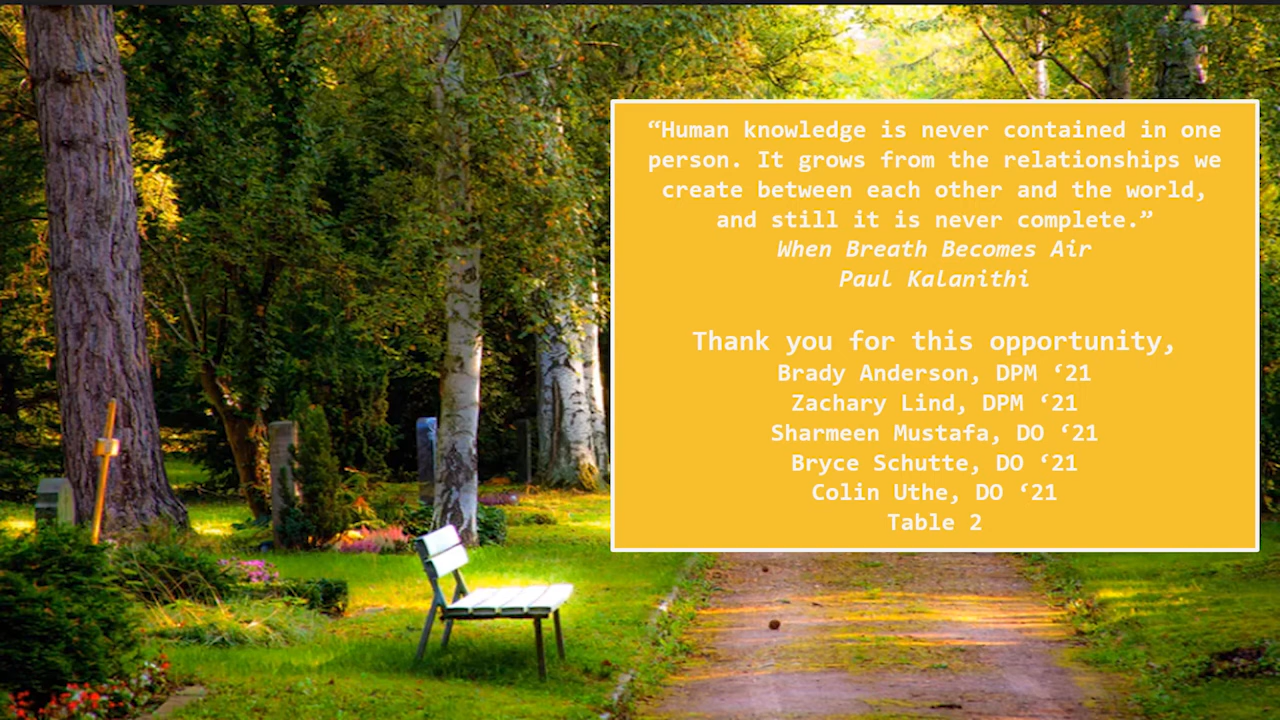 “Human knowledge is never contained in one
person. It grows from the relationships we
create between each other and the world,
and still it is never complete.”
When Breath Becomes Air
Paul Kalanithi
Thank you for this opportunity,
Brady Anderson, DPM ‘21
Zachary Lind, DPM ‘21
Sharmeen Mustafa, DO ‘21
Bryce Schutte, DO ‘21
Colin Uthe, DO ‘21
Table 2